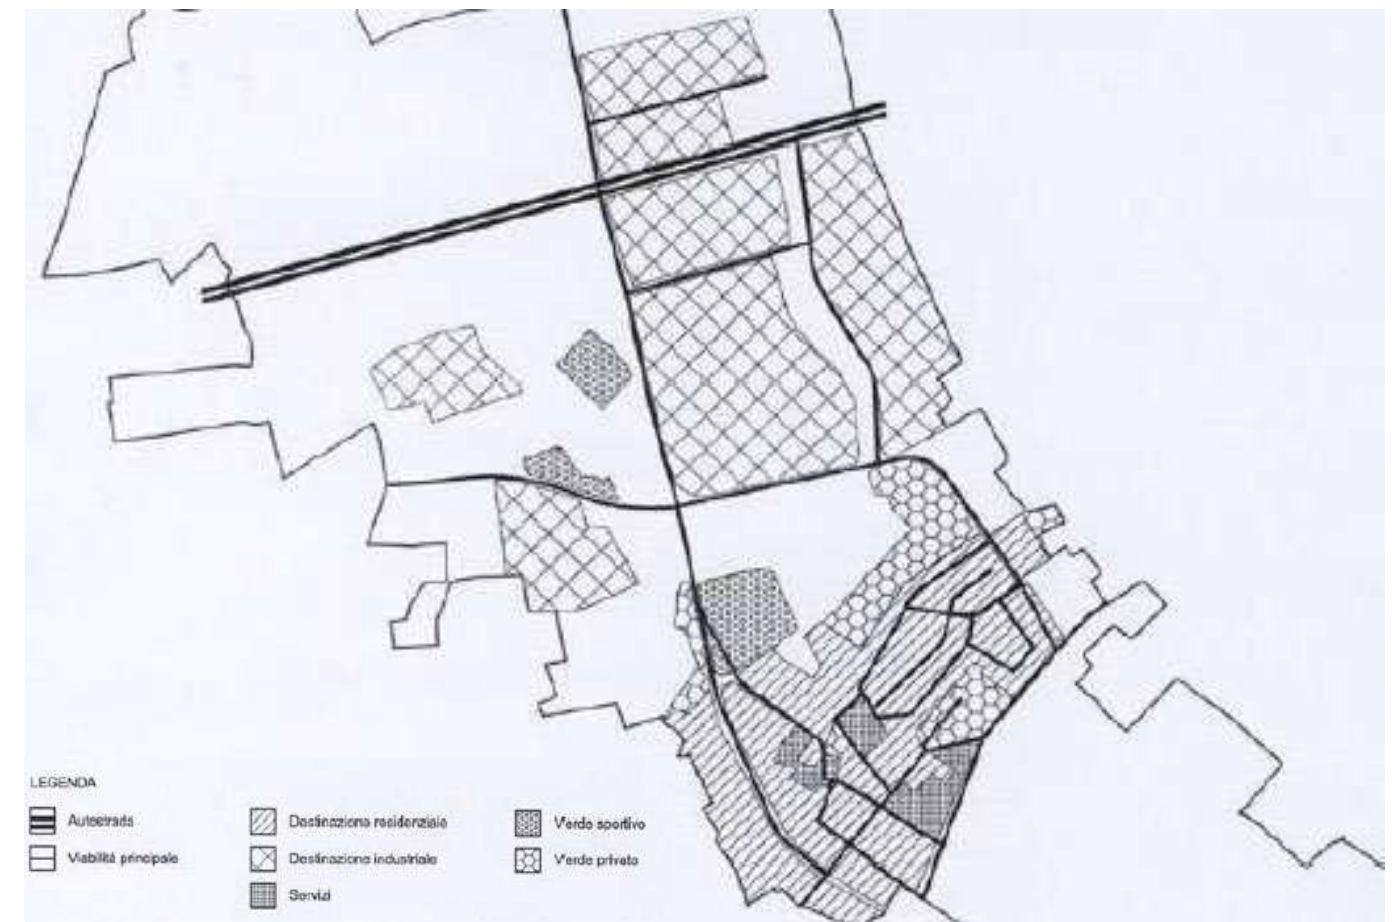 LEGENDA
Autostrada
Viabilità principale
Destinazione residenziale
Destinazione industriale
Servizi
Verde sportivo
Verde privato